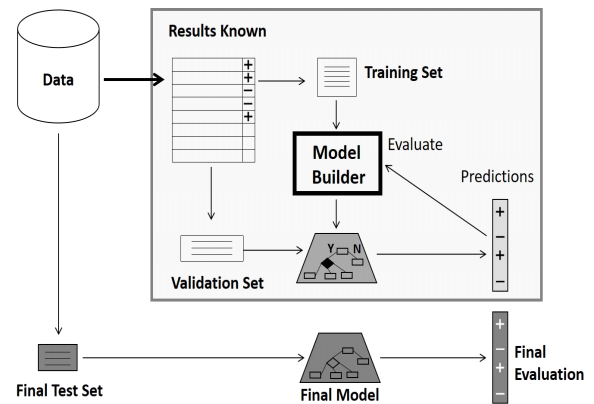 Results Known
Data
+
+
−
−
+
Training Set
Model
Builder
Evaluate
Predictions
Y N
+
−
+
−
Validation Set
Final Test Set
Final Model
+
−
+
−
Final
Evaluation